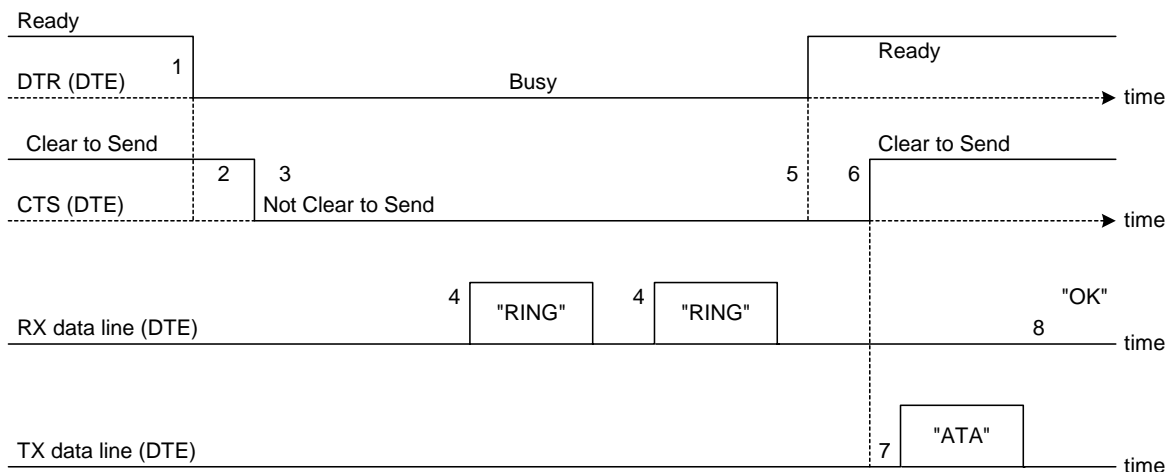 Ready
1
Ready
DTR (DTE)
Busy
time
Clear to Send
Clear to Send
2
3
5
6
CTS (DTE)
Not Clear to Send
time
4
"RING"
4
"RING"
"OK"
RX data line (DTE)
8
time
"ATA"
TX data line (DTE)
7
time